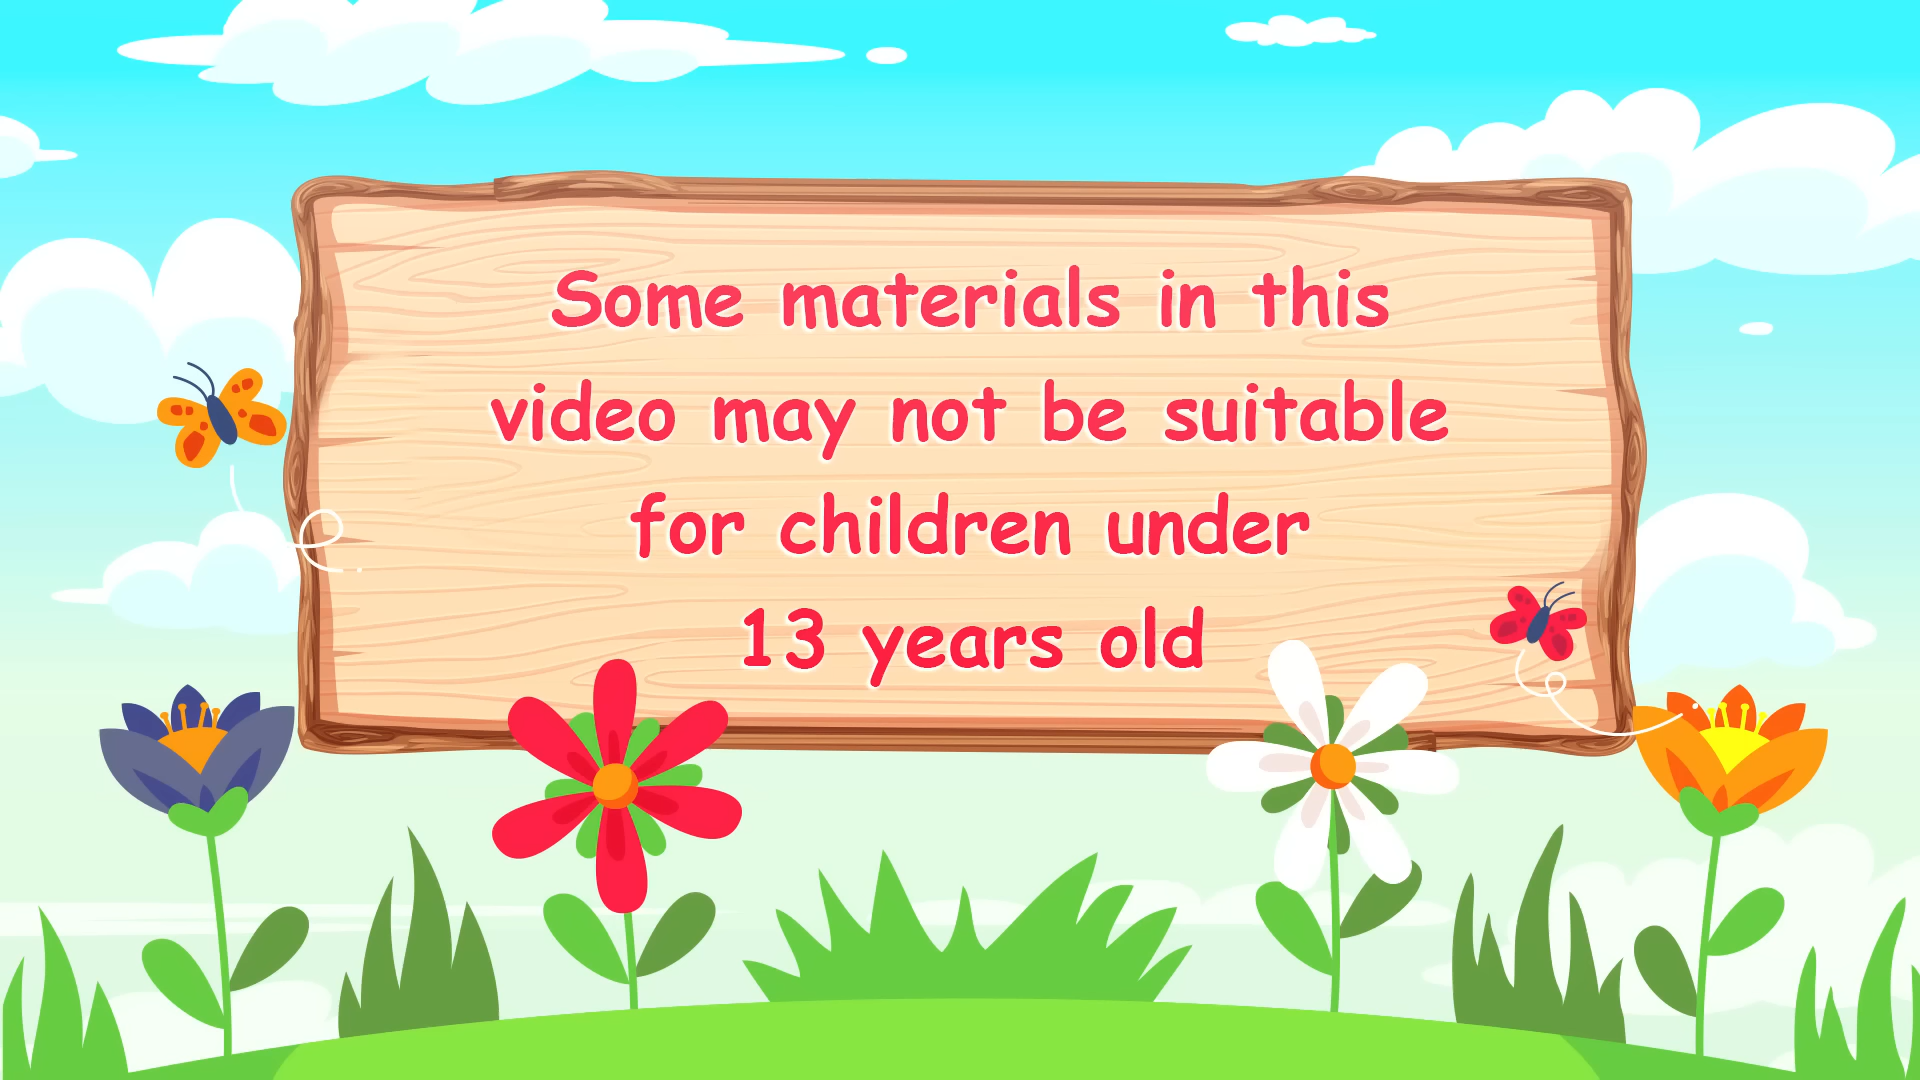 Some materials in this
video may not be suitable
for children under
13 years old